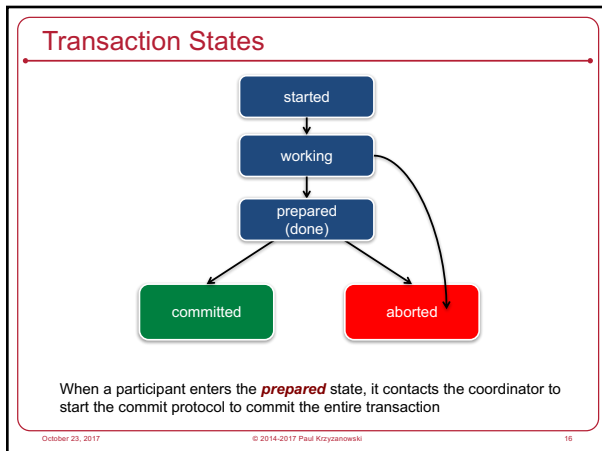 Transaction States
started
working
prepared
(done)
committed
aborted
When a participant enters the prepared state, it contacts the coordinator to
start the commit protocol to commit the entire transaction
October 23, 2017
© 2014-2017 Paul Krzyzanowski
16